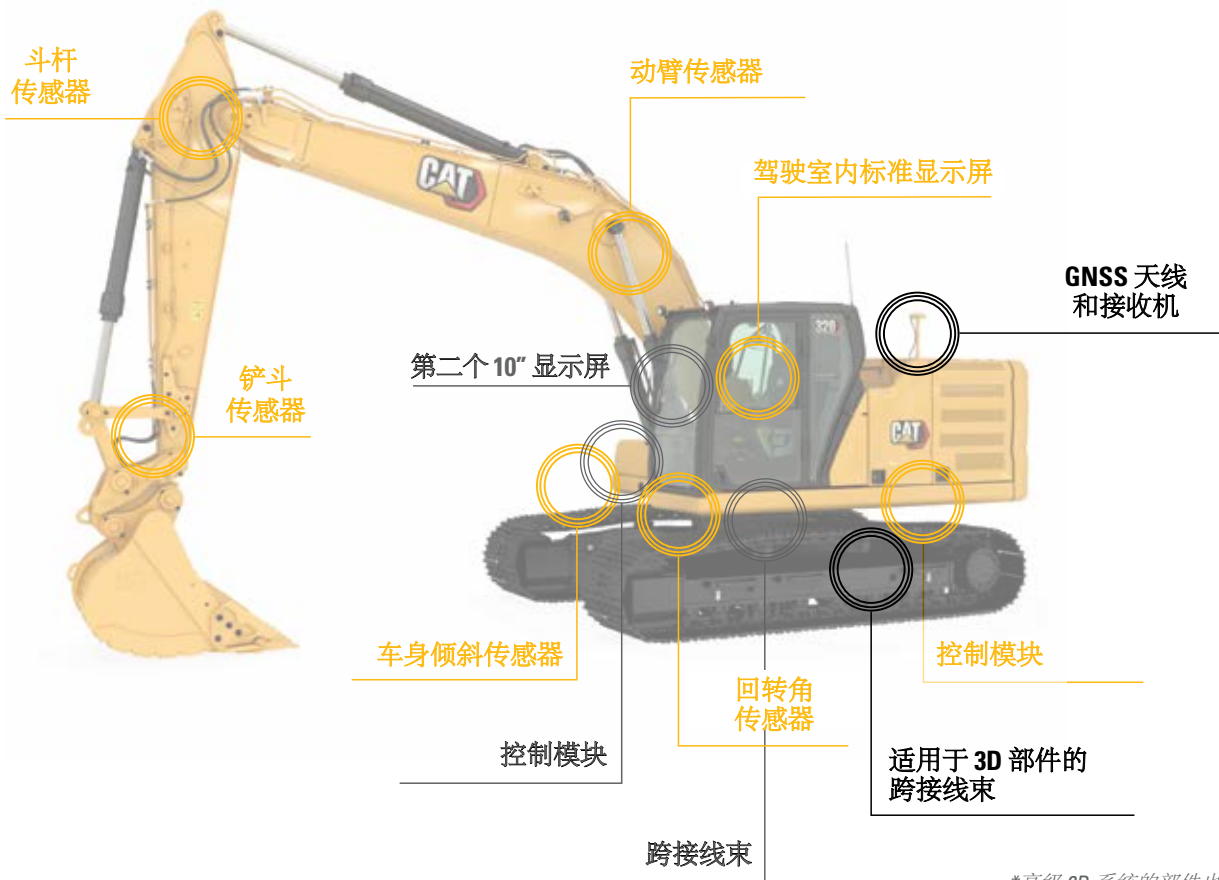 斗杆
传感器
动臂传感器
驾驶室内标准显示屏
CAT
GNSS 天线
和接收机
320
第二个 10" 显示屏
铲斗
传感器
CAT
车身倾斜传感器
控制模块
回转角
传感器
控制模块
适用于 3D 部件的
跨接线束
跨接线束